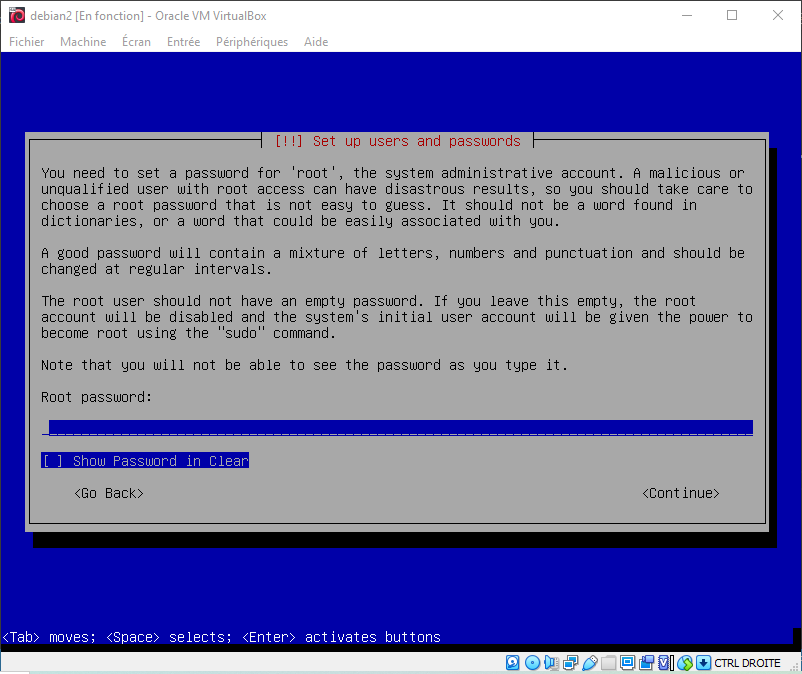 debian2 [En fonction] - Oracle VM VirtualBox
Fichier Machine Écran Entrée Périphériques Aide
[!!] Set up users and passwords
You need to set a password for 'root', the system administrative account. A malicious or
unqualified user with root access can have disastrous results, so you should take care to
choose a root password that is not easy to guess. It should not be a word found in
dictionaries, or a word that could be easily associated with you.
A good password will contain a mixture of letters, numbers and punctuation and should be
changed at regular intervals.
The root user should not have an empty password. If you leave this empty, the root
account will be disabled and the system's initial user account will be given the power to
become root using the "sudo" command.
Note that you will not be able to see the password as you type it.
Root password:
[ ] Show Password in Clear
<Go Back> <Continue>
<Tab> moves; <Space> selects; <Enter> activates buttons
CTRL DROITE